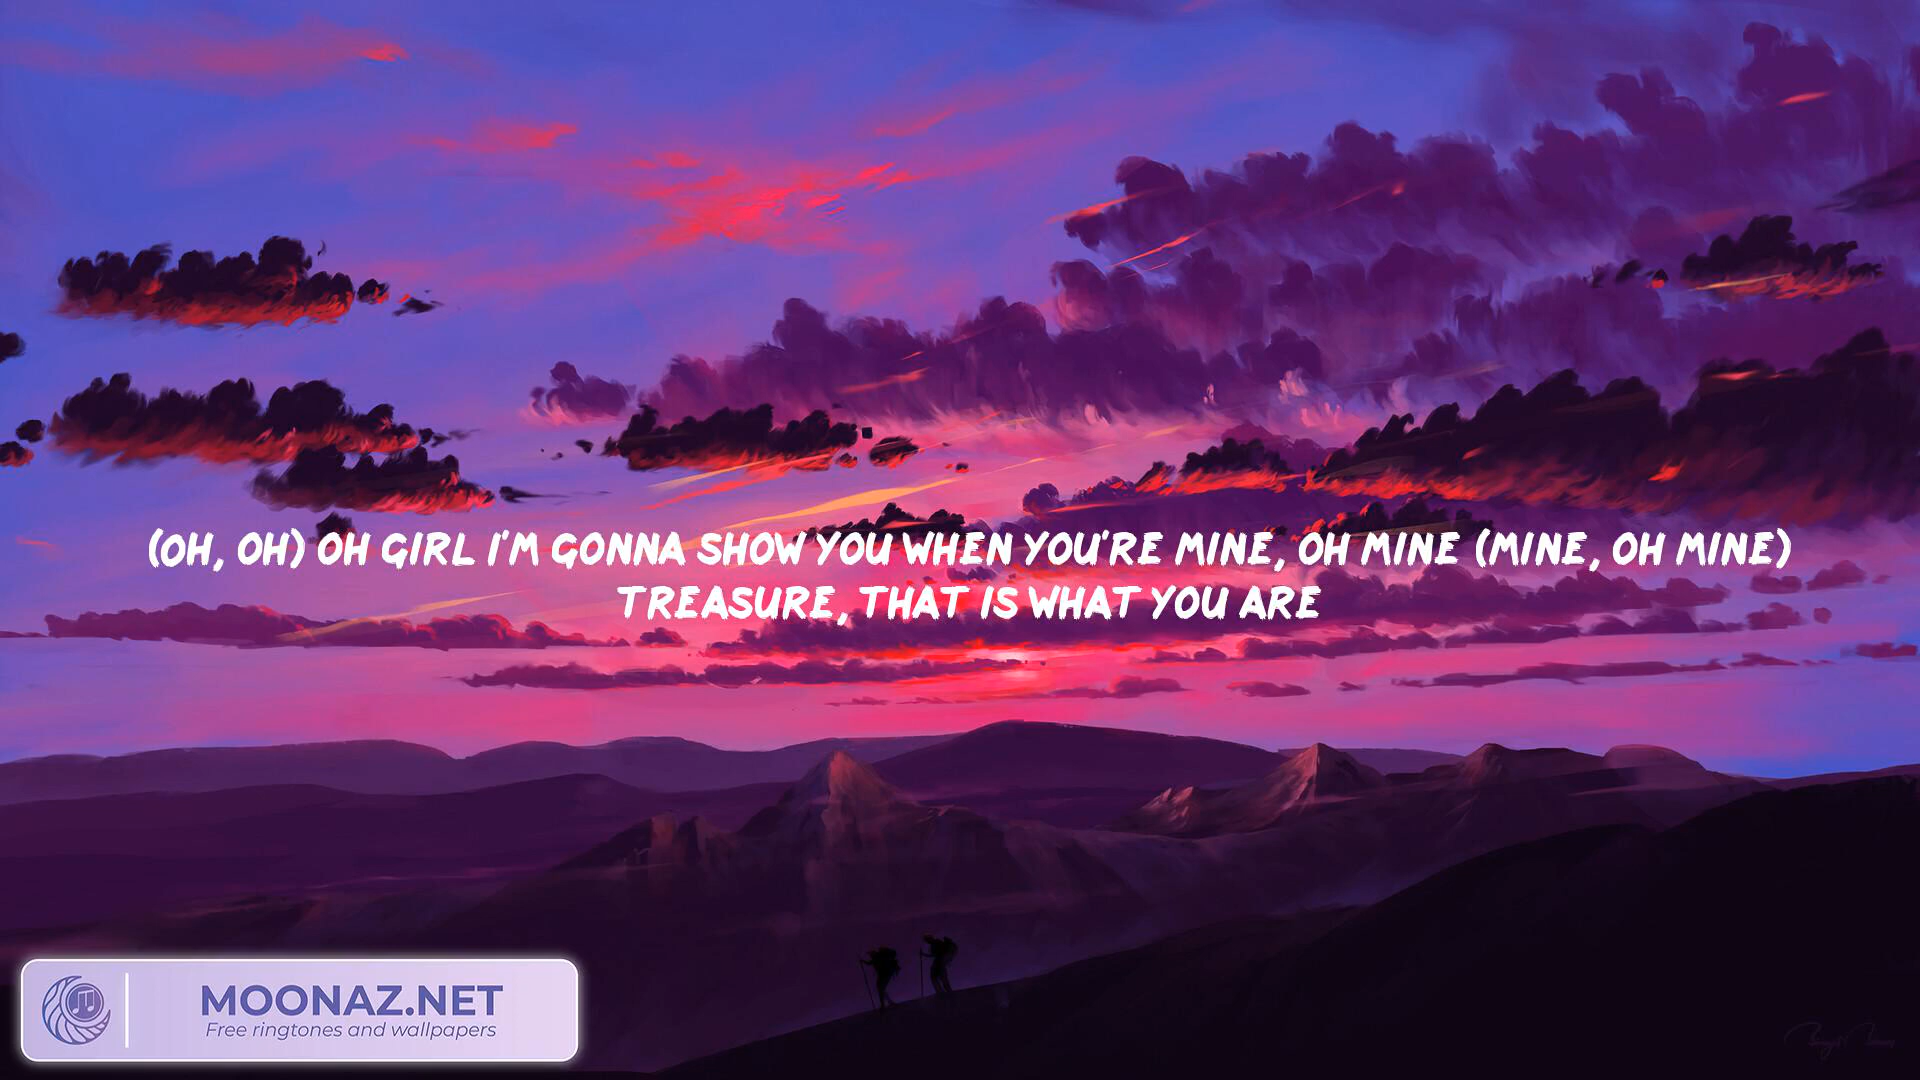 (OH, OH) OH GIRL I'M GONNA SHOW YOU WHEN YOU'RE MINE, OH MINE (MINE, OH MINE)
TREASURE, THAT IS WHAT YOU ARE
MOONAZ.NET
Free ringtones and wallpapers